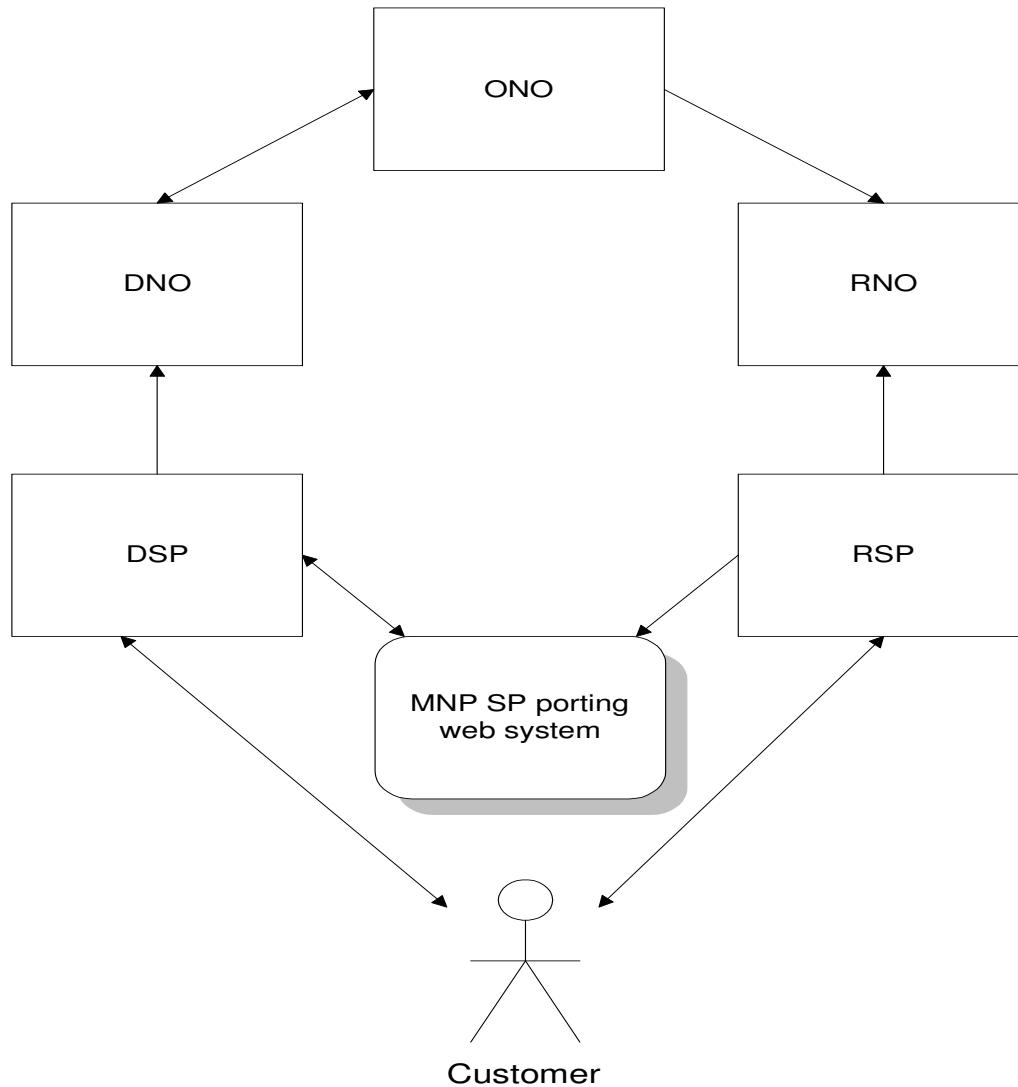 ONO
DNO
RNO
DSP
RSP
MNP SP porting
web system
Customer